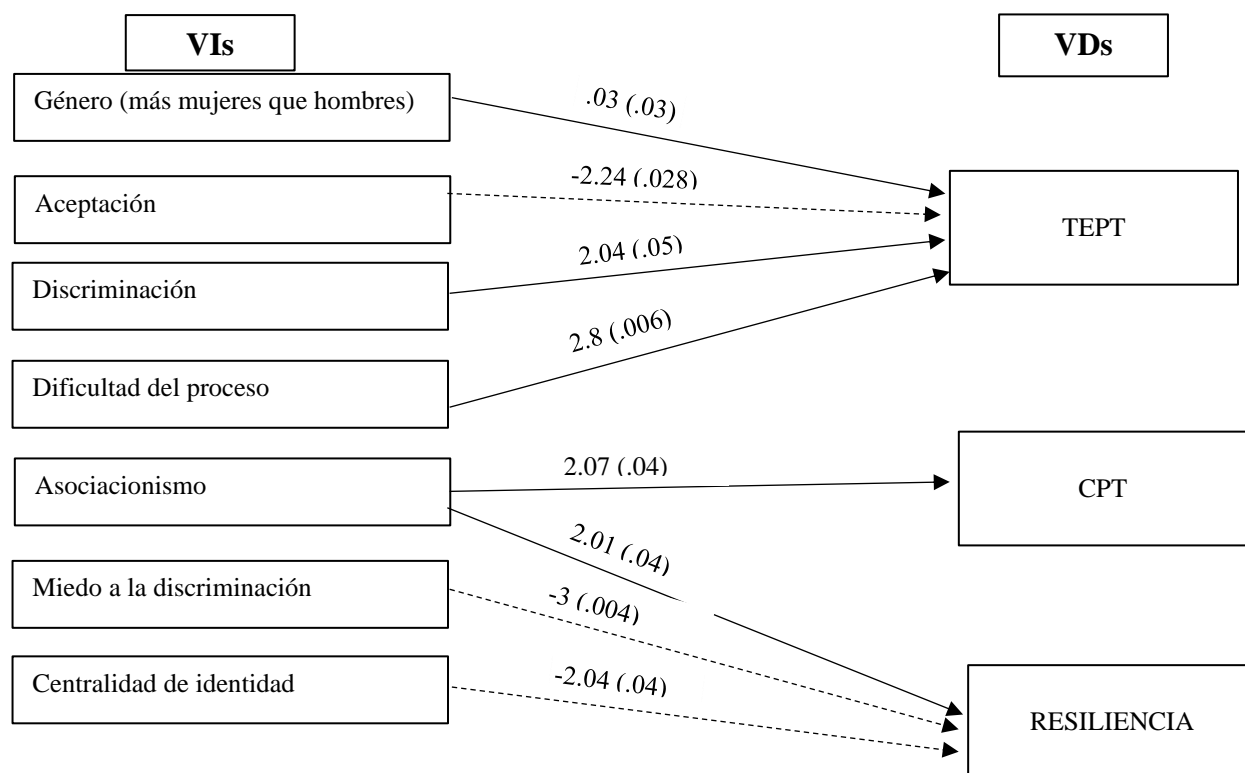 VIs
VDs
Género (más mujeres que hombres)
.03 (.03)
Aceptación
-2.24 (.028)
TEPT
Discriminación
2.04 (.05)
Dificultad del proceso
2.8 (.006)
Asociacionismo
2.07 (.04)
CPT
2.01 (.04)
Miedo a la discriminación
-3 (.004)
Centralidad de identidad
-2.04 (.04)
RESILIENCIA